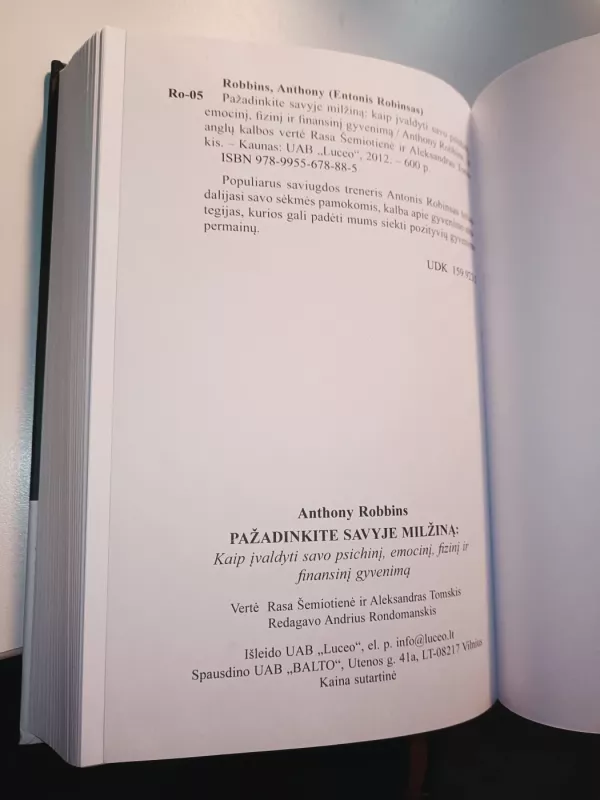 Robbins, Anthony (Entonis Robinsas)
Ro-05 Pažadinkite savyje milžiną: kaip įvaldyti savo
emocinį, fizinį ir finansinį gyvenimą / Anthony
anglų kalbos vertė Rasa Šemiotienė ir Aleksandras
kis. – Kaunas: UAB „Luceo“, 2012. – 600 p.
ISBN 978-9955-678-88-5
Populiarus saviugdos treneris Antonis Robinsas
dalijasi savo sėkmės pamokomis, kalba apie gyvenimo
tegijas, kurios gali padėti mums siekti pozityvių
permainų.
UDK
Anthony Robbins
PAŽADINKITE SAVYJE MILŽINĄ:
Kaip įvaldyti savo psichinį, emocinį, fizinį ir
finansinį gyvenimą
Vertė Rasa Šemiotienė ir Aleksandras Tomskis
Redagavo Andrius Rondomanskis
Išleido UAB „Luceo“, el. p. info@luceo.lt
Spausdino UAB „BALTO“, Utenos g. 41a, LT-08217 Vilnius
Kaina sutartinė